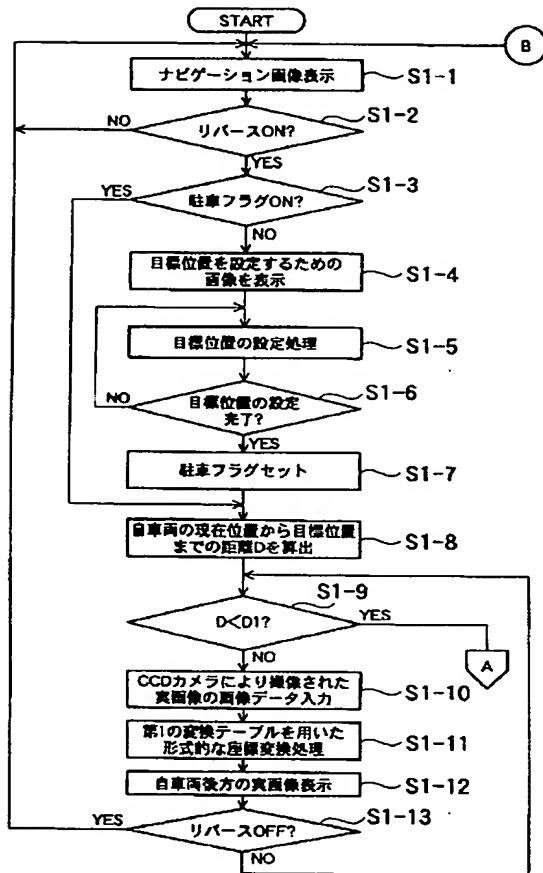 START
B
ナビゲーション画像表示
S1-1
リバースON?
S1-2
NO
YES
駐車フラグON?
S1-3
YES
NO
目標位置を設定するための
画像を表示
S1-4
目標位置の設定処理
S1-5
目標位置の設定
完了?
S1-6
NO
YES
駐車フラグセット
S1-7
自車両の現在位置から目標位置
までの距離Dを算出
S1-8
D<D1?
S1-9
YES
A
NO
CCDカメラにより撮像された
実画像の画像データ入力
S1-10
第1の変換テーブルを用いた
形式的な座標変換処理
S1-11
自車両後方の実画像表示
S1-12
リバースOFF?
S1-13
YES
NO